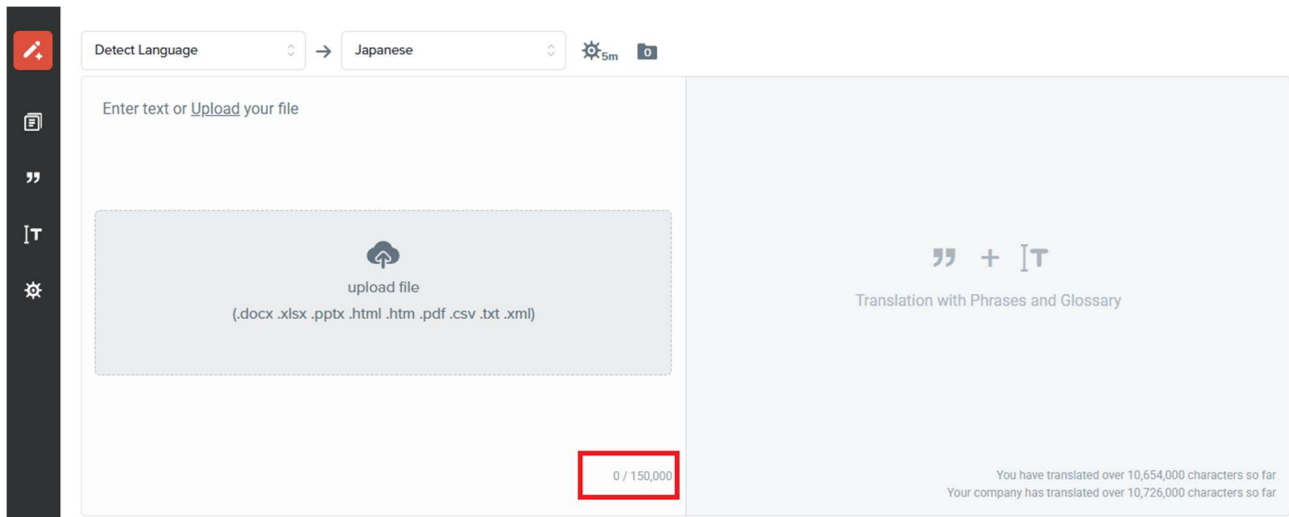 Detect Language → Japanese 5m 0
Enter text or Upload your file
upload file
(.docx .xlsx .pptx .html .htm .pdf .csv .txt .xml)
T
” + T
Translation with Phrases and Glossary
0 / 150,000
You have translated over 10,654,000 characters so far
Your company has translated over 10,726,000 characters so far